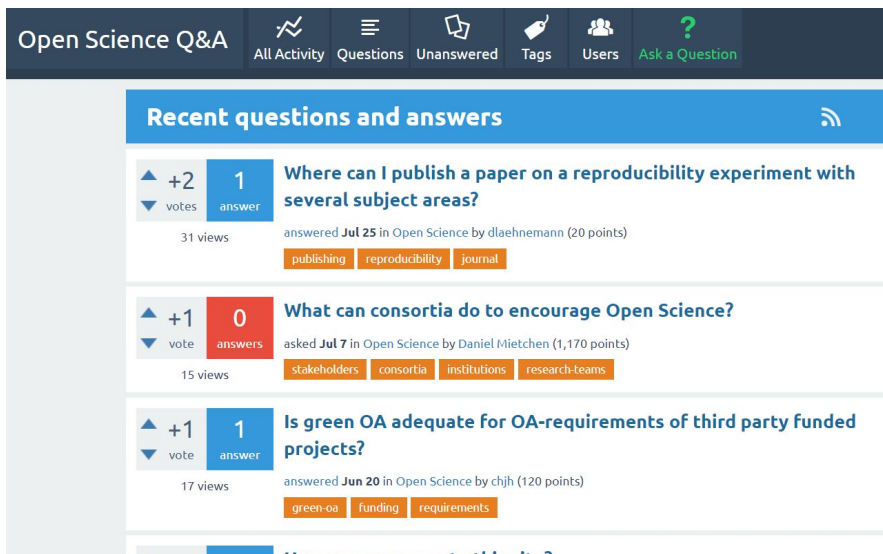 Open Science Q&A
All Activity
Questions
Unanswered
Tags
Users
?
Ask a Question
Recent questions and answers
+2
votes
1
answer
31 views
Where can I publish a paper on a reproducibility experiment with
several subject areas?
answered Jul 25 in Open Science by dlaehnemann (20 points)
publishing reproducibility journal
+1
vote
0
answers
15 views
What can consortia do to encourage Open Science?
asked Jul 7 in Open Science by Daniel Mietchen (1,170 points)
stakeholders consortia institutions research-teams
+1
vote
1
answer
17 views
Is green OA adequate for OA-requirements of third party funded
projects?
answered Jun 20 in Open Science by chjh (120 points)
green-oa funding requirements